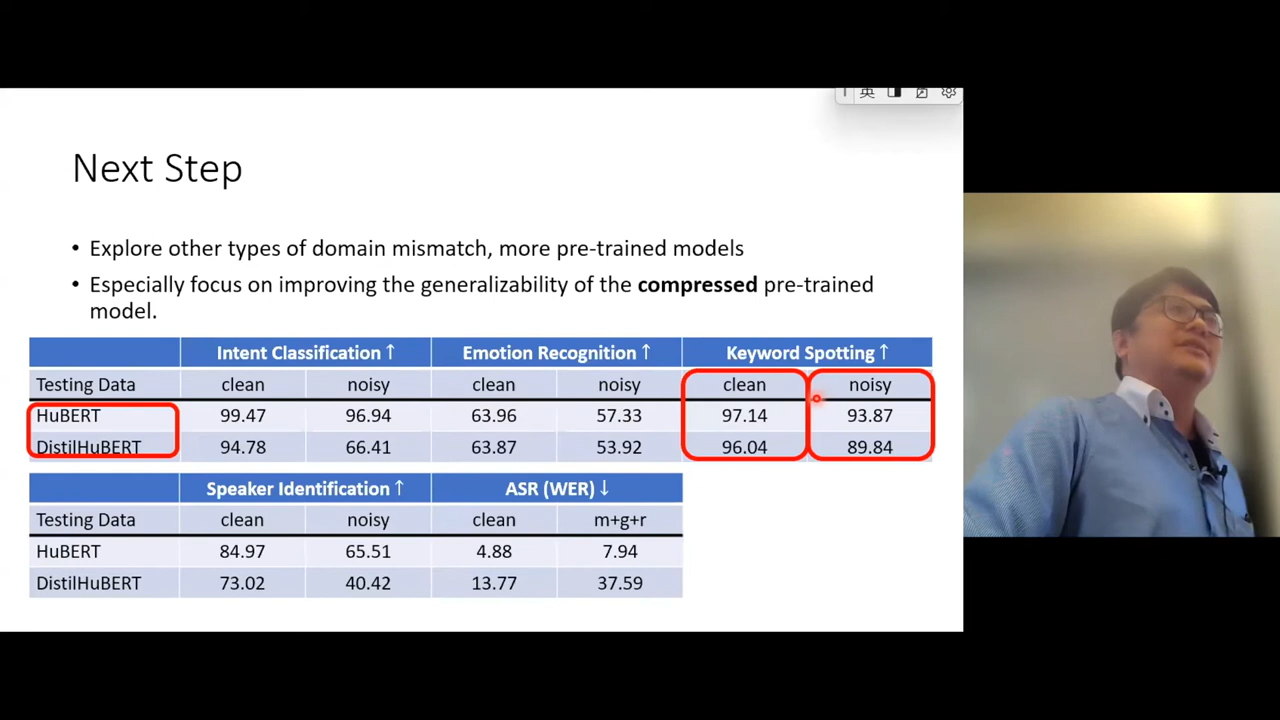 英
Next Step
• Explore other types of domain mismatch, more pre-trained models
• Especially focus on improving the generalizability of the compressed pre-trained
model.
Intent Classification ↑ Emotion Recognition ↑ Keyword Spotting ↑
Testing Data clean noisy clean noisy clean noisy
HuBERT 99.47 96.94 63.96 57.33 97.14 93.87
DistilHuBERT 94.78 66.41 63.87 53.92 96.04 89.84
Speaker Identification ↑ ASR (WER) ↓
Testing Data clean noisy clean m+g+r
HuBERT 84.97 65.51 4.88 7.94
DistilHuBERT 73.02 40.42 13.77 37.59